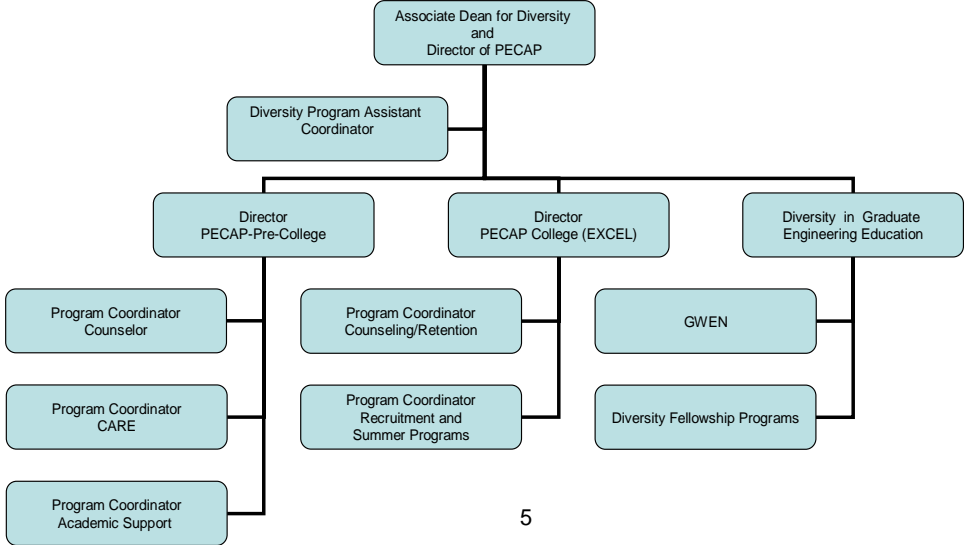 Associate Dean for Diversity
and
Director of PECAP
Diversity Program Assistant
Coordinator
Director
PECAP-Pre-College
Director
PECAP College (EXCEL)
Diversity in Graduate
Engineering Education
Program Coordinator
Counselor
Program Coordinator
Counseling/Retention
GWEN
Program Coordinator
CARE
Program Coordinator
Recruitment and
Summer Programs
Diversity Fellowship Programs
Program Coordinator
Academic Support
5